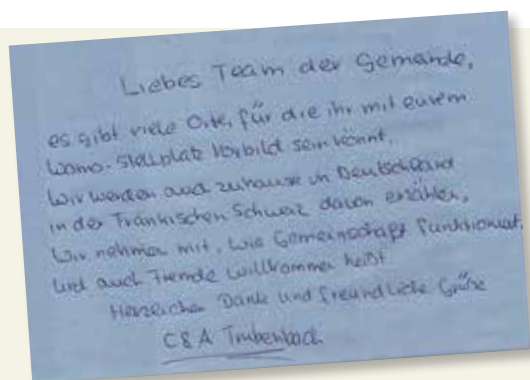 Liebes Team der Gemeinde,
es gibt viele Orte, für die ihr mit eurem
Womo-Stellplatz Vorbild sein könnt.
Wir werden auch zuhause in Deutschland
in der Fränkischen Schweiz davon erzählen.
Wir nehmen mit, wie Gemeinschaft funktioniert
und auch Fremde willkommen heißt
Herzlichen Dank und freundliche Grüße
C & A